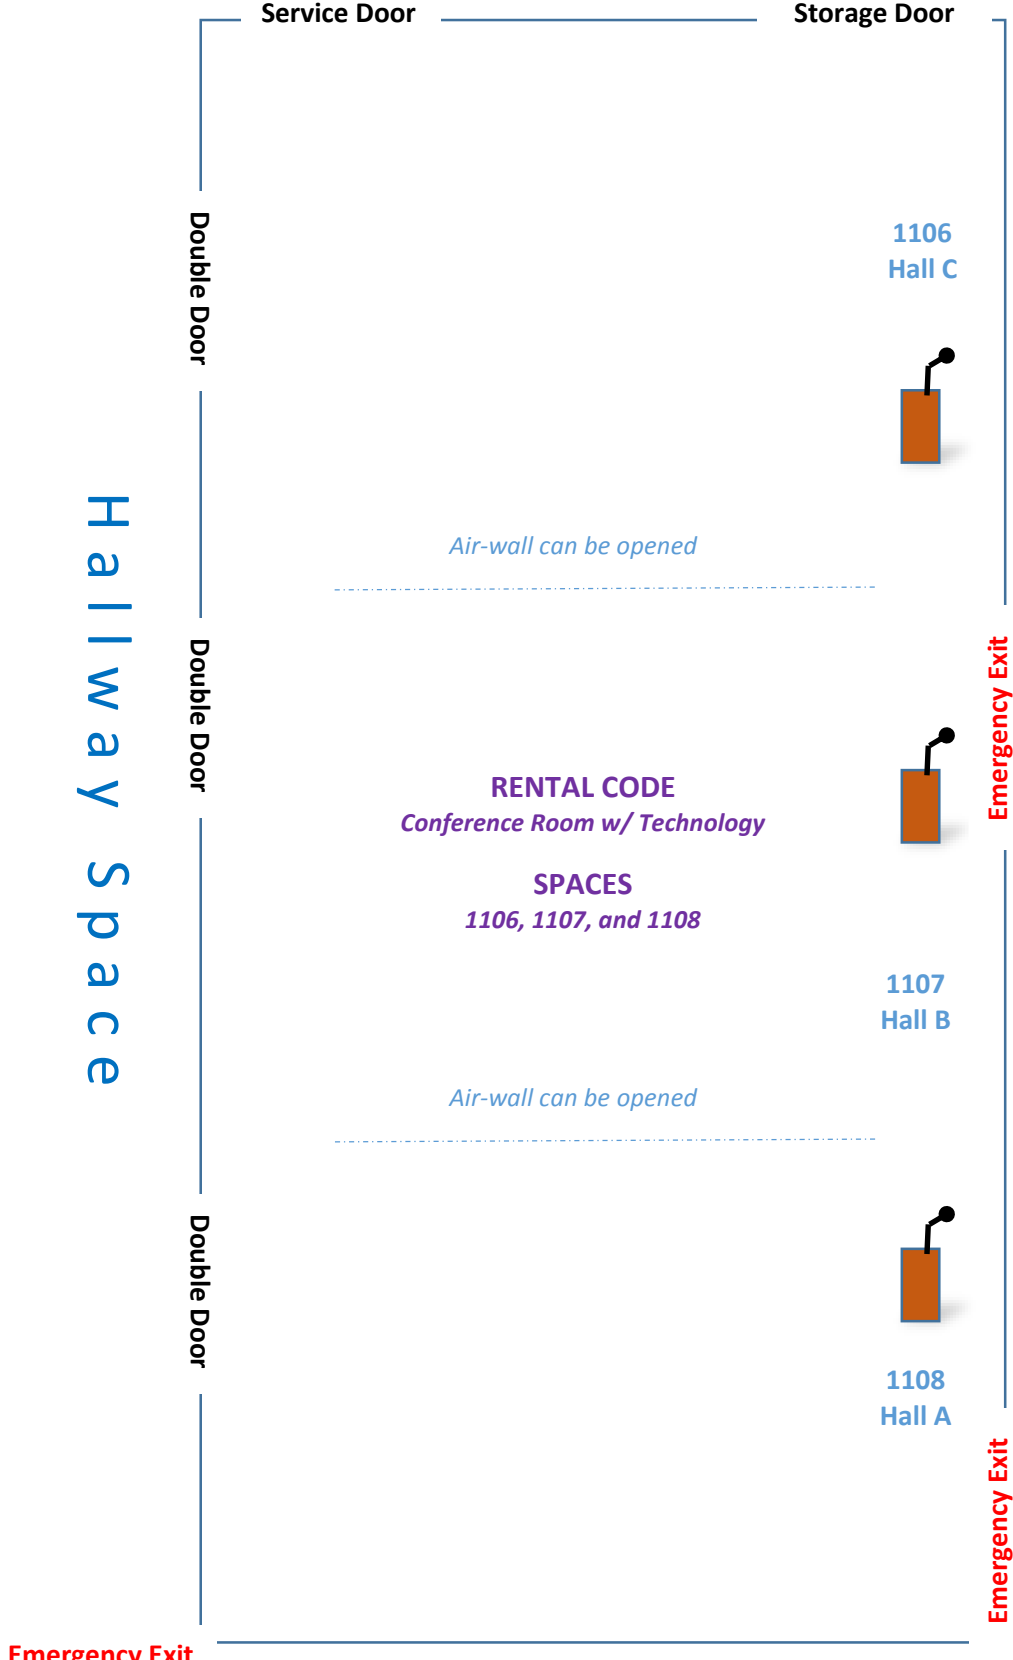 Service Door
Storage Door
Double Door
1106
Hall C
Hallway Space
Air-wall can be opened
Double Door
Emergency Exit
RENTAL CODE
Conference Room w/ Technology
SPACES
1106, 1107, and 1108
1107
Hall B
Air-wall can be opened
Double Door
1108
Hall A
Emergency Exit
Emergency Exit